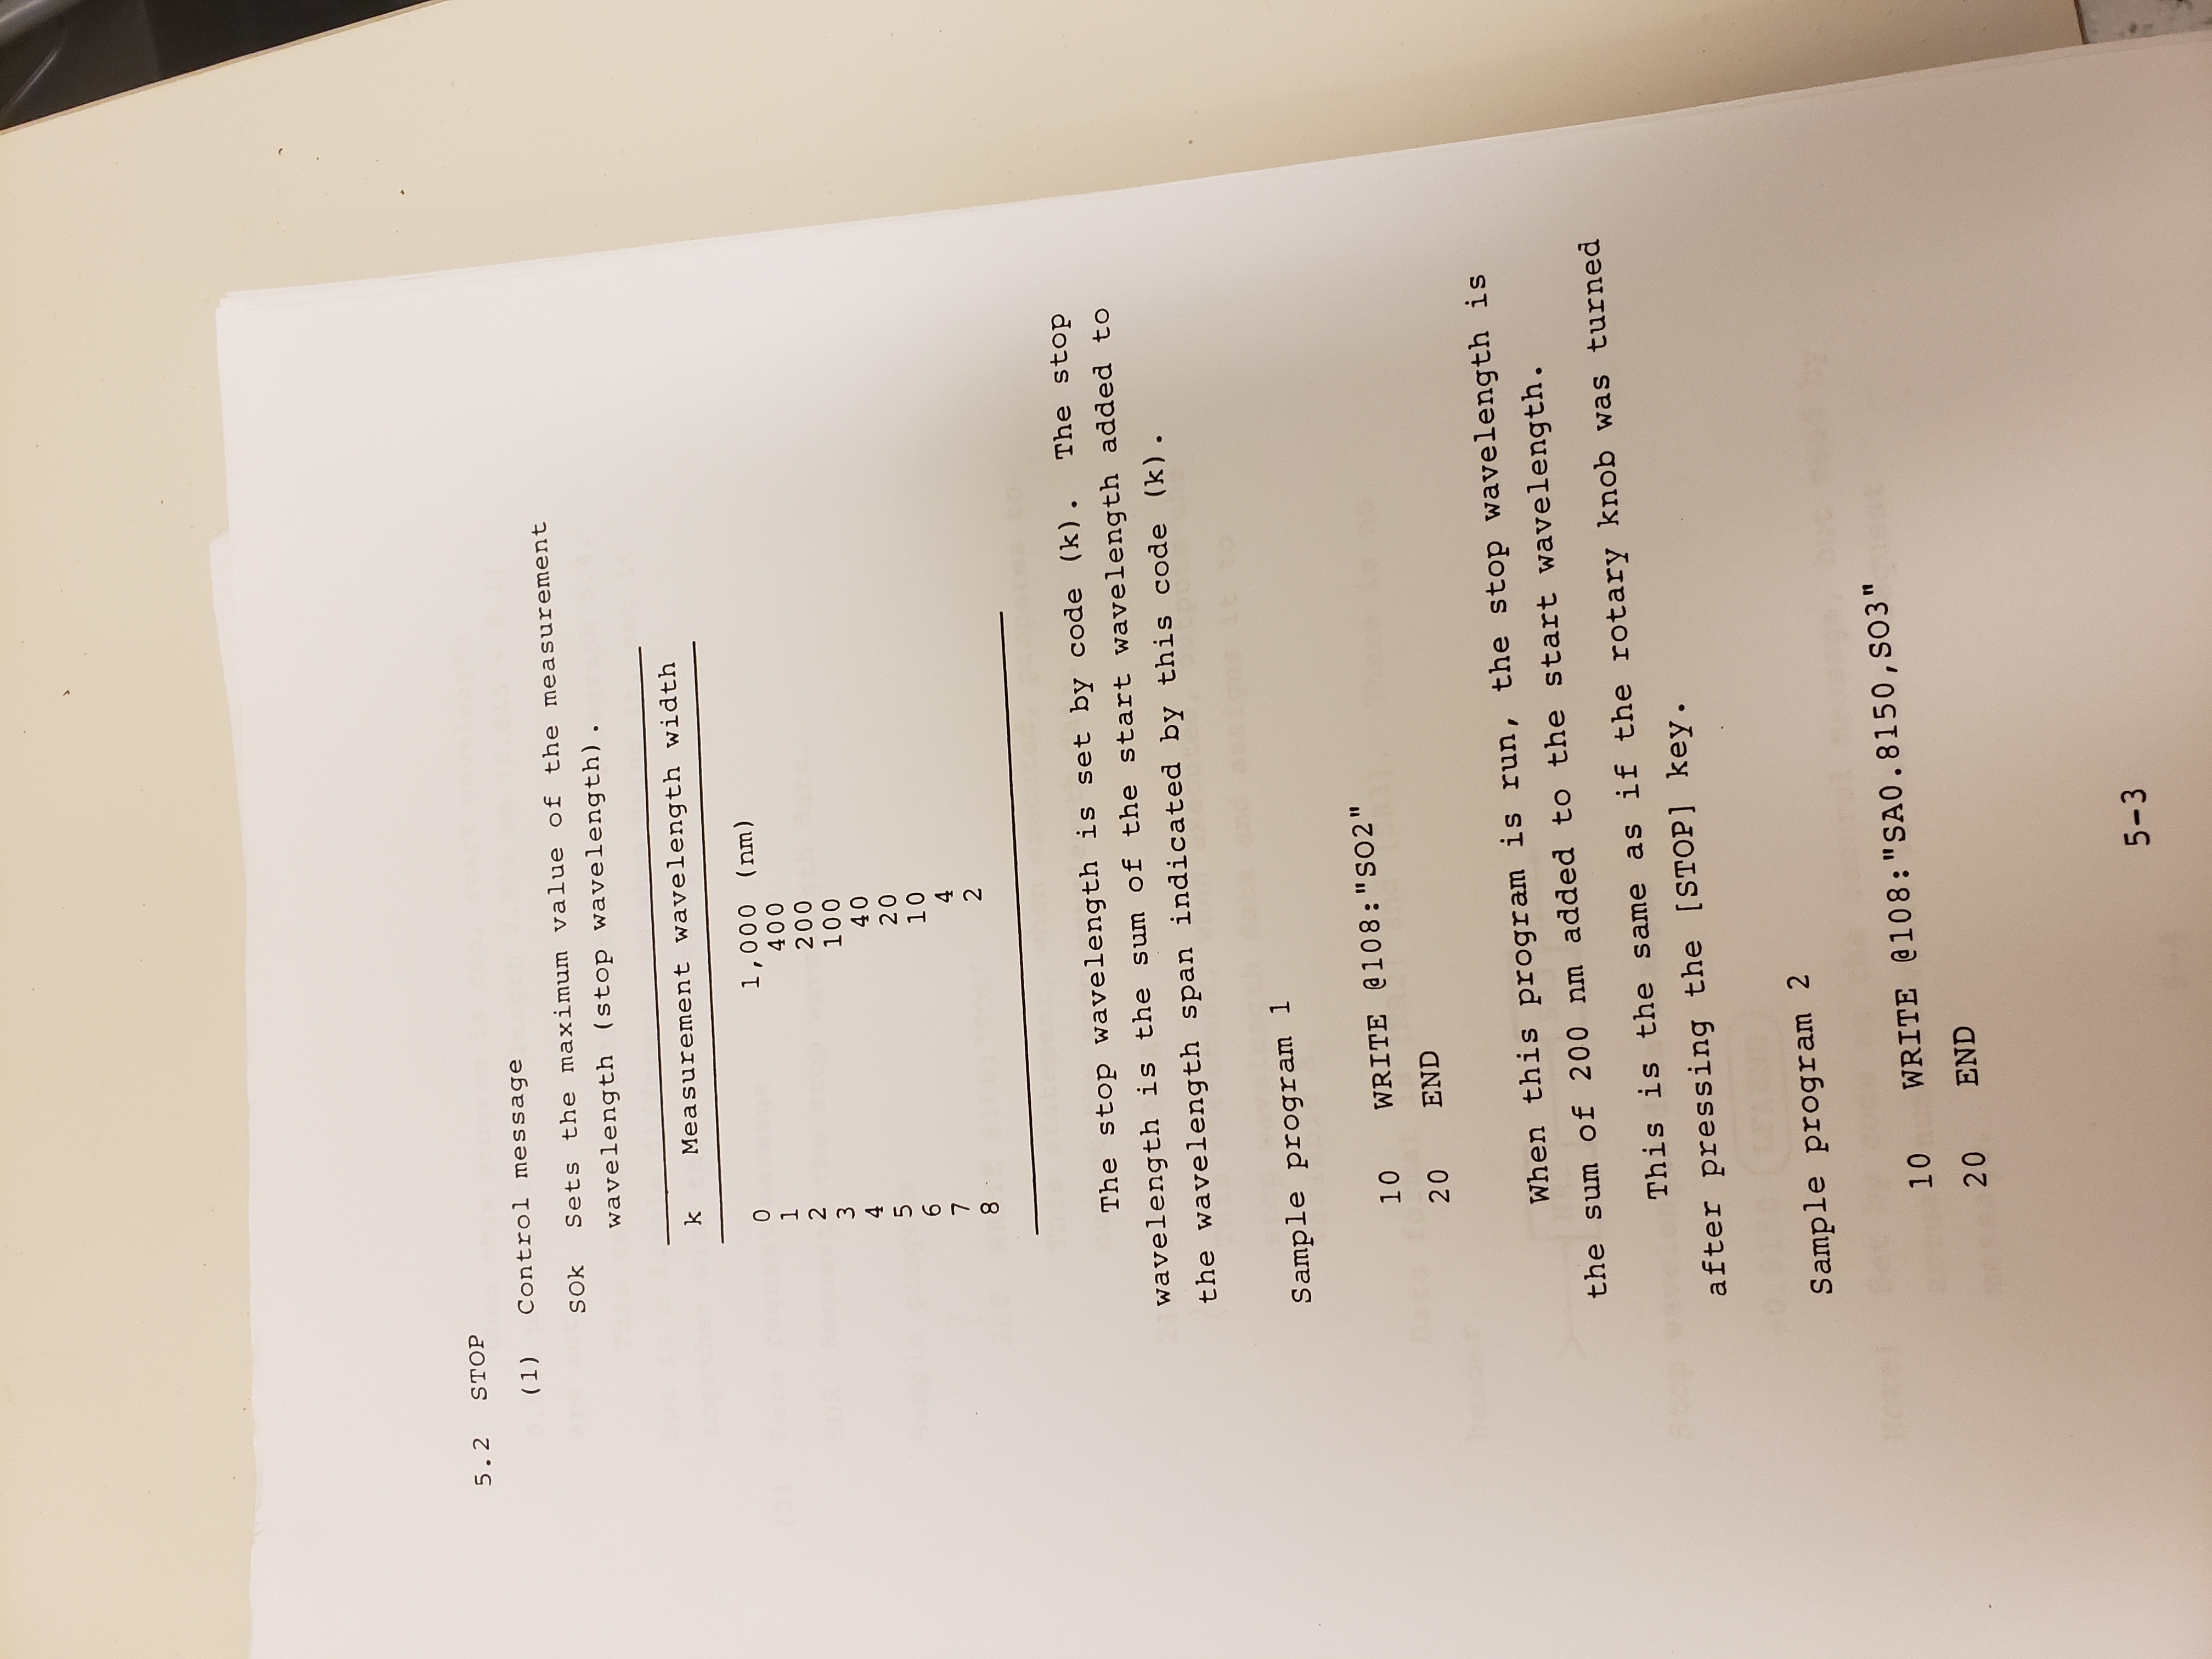 5.2 STOP
(1) Control message
SOk Sets the maximum value of the measurement
wavelength (stop wavelength).
k Measurement wavelength width
0 1,000 (nm)
1 400
2 200
3 100
4 40
5 20
6 10
7 4
8 2
The stop wavelength is set by code (k). The stop
wavelength is the sum of the start wavelength added to
the wavelength span indicated by this code (k).
Sample program 1
10 WRITE @108:"SO2"
20 END
When this program is run, the stop wavelength is
the sum of 200 nm added to the start wavelength.
This is the same as if the rotary knob was turned
after pressing the [STOP] key.
Sample program 2
10 WRITE @108:"SA0.8150,SO3"
20 END
5-3